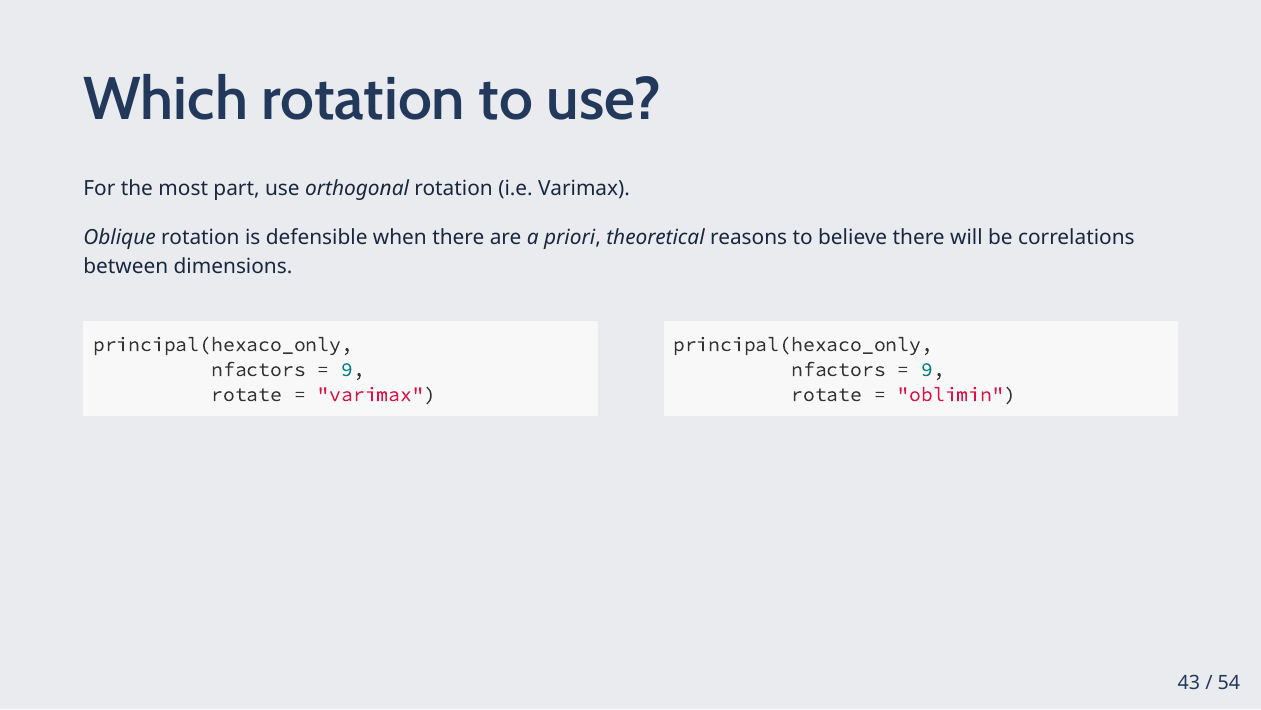 Which rotation to use?
For the most part, use orthogonal rotation (i.e. Varimax).
Oblique rotation is defensible when there are a priori, theoretical reasons to believe there will be correlations
between dimensions.
principal(hexaco_only,
          nfactors = 9,
          rotate = "varimax")
principal(hexaco_only,
          nfactors = 9,
          rotate = "oblimin")
43 / 54